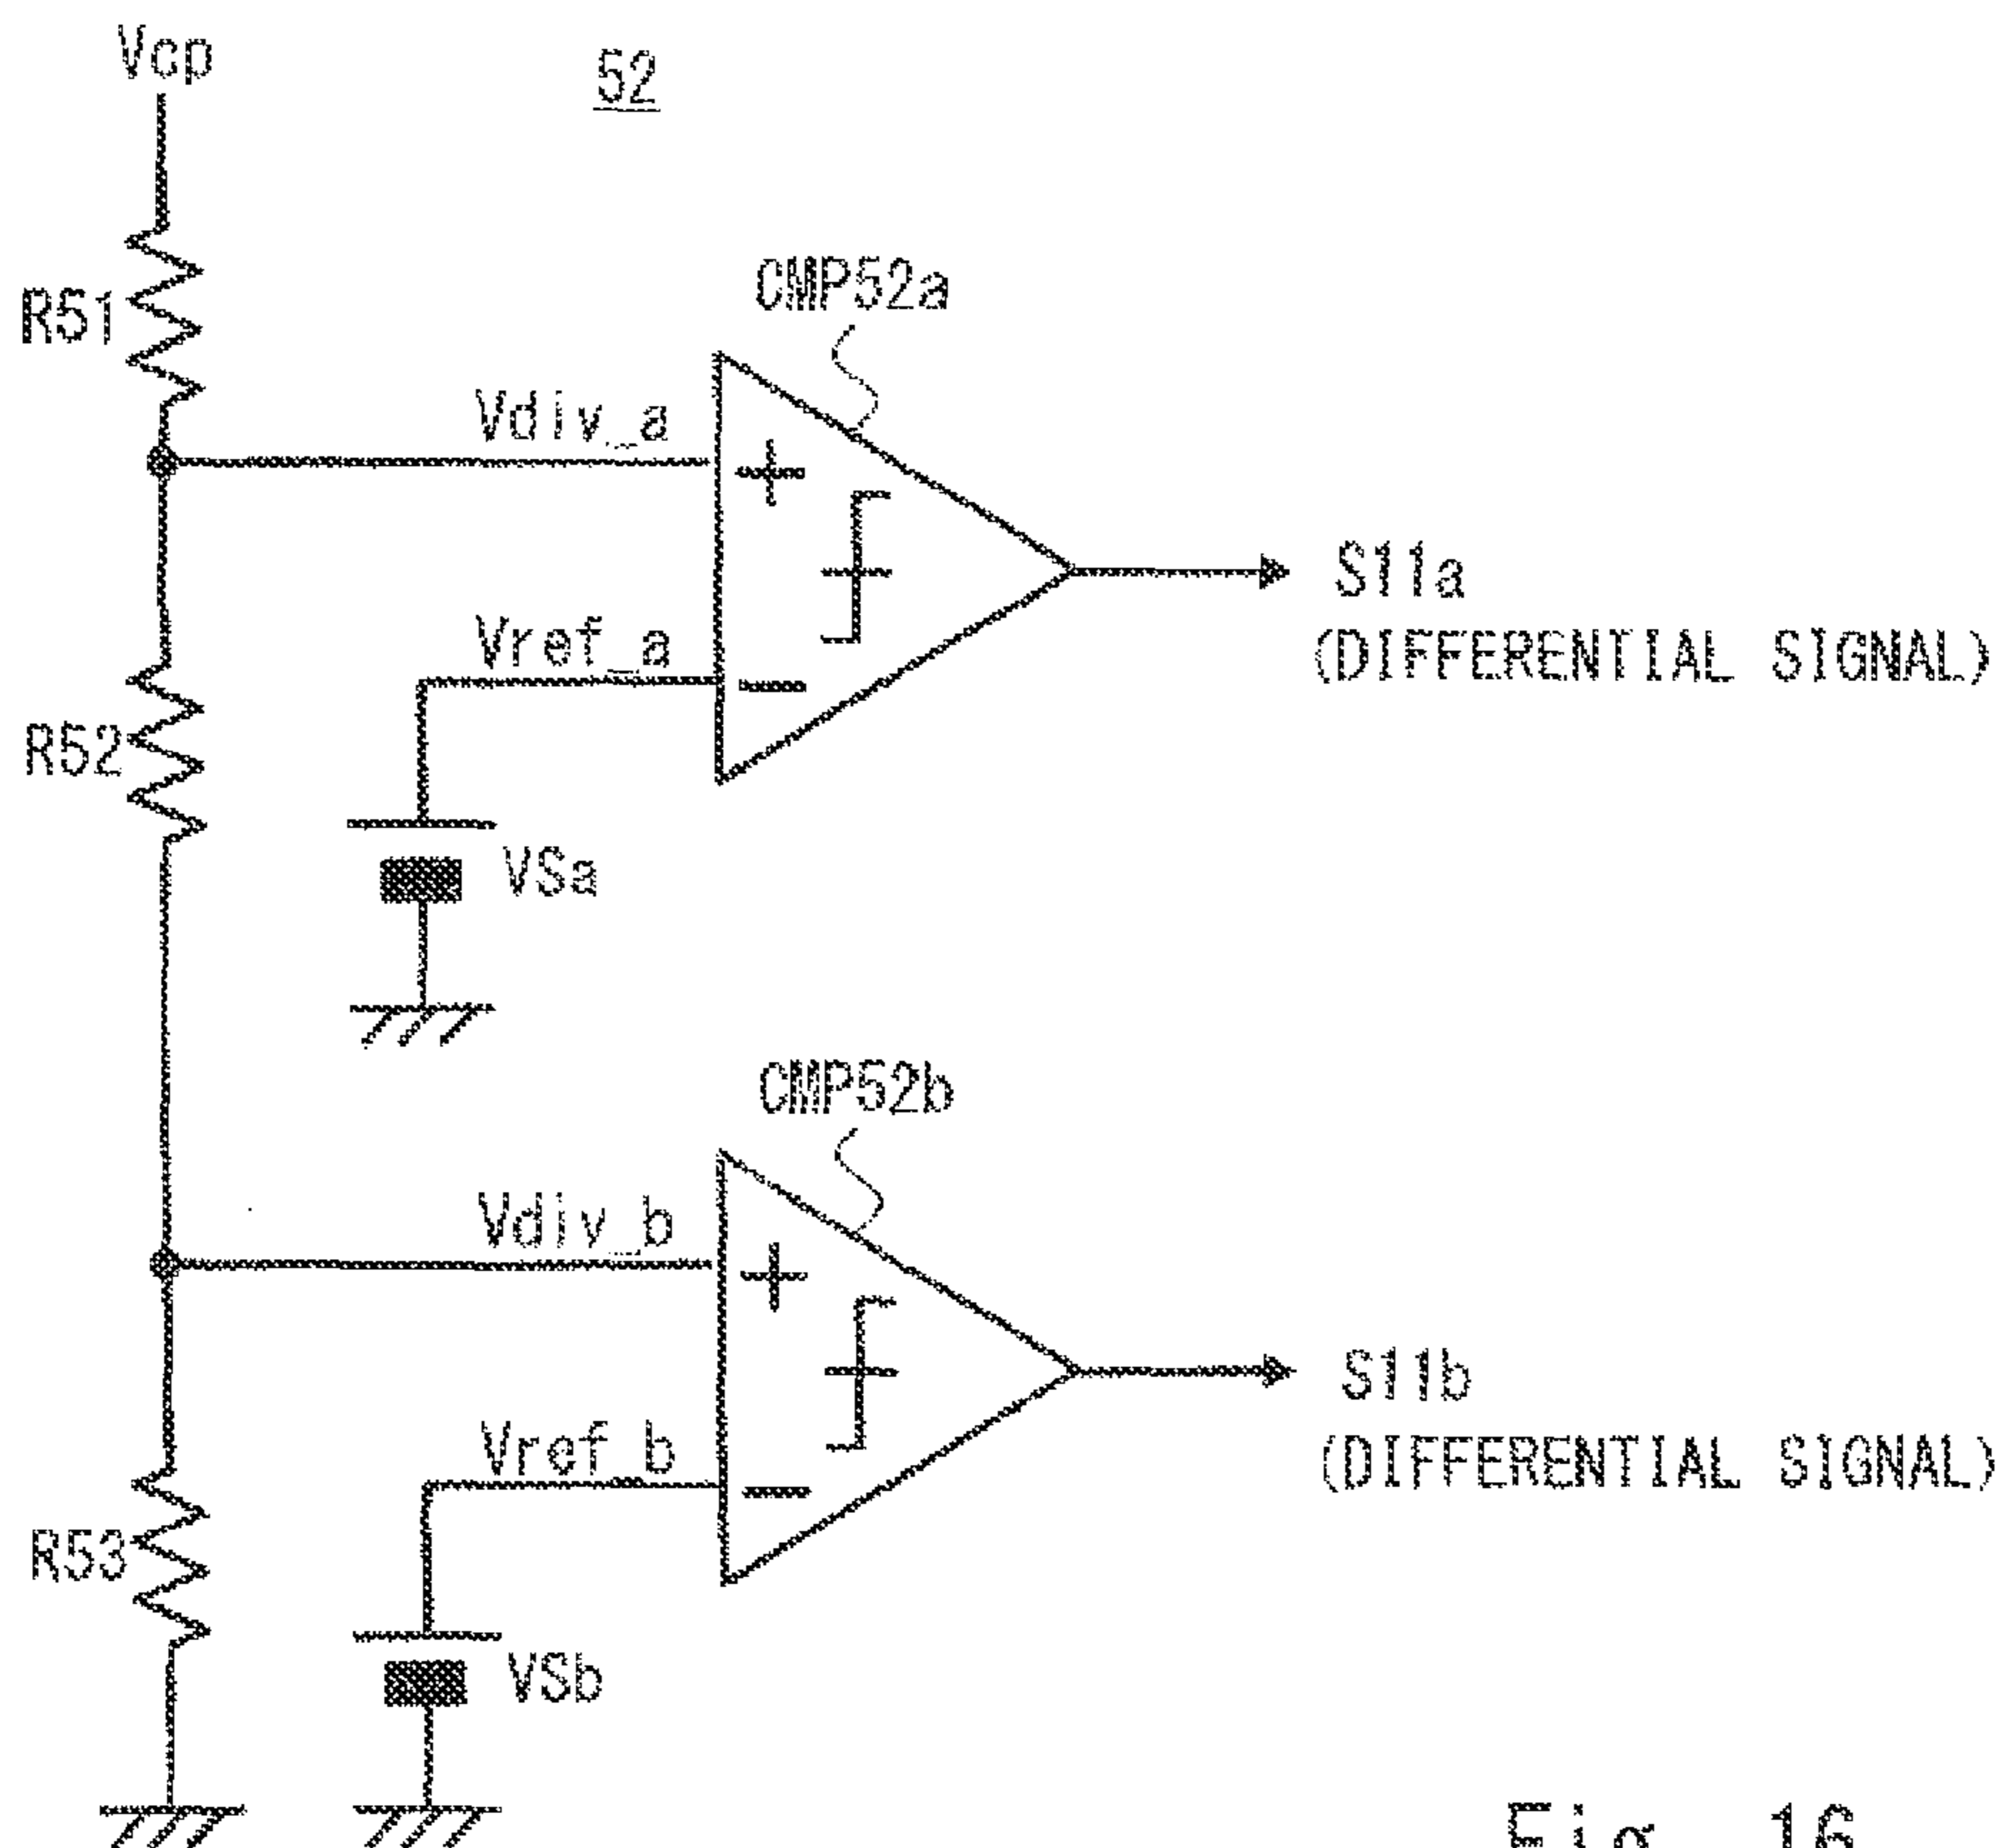 Vcp
52
R51
CMP52a
Vdiv_a
+
S11a
(DIFFERENTIAL SIGNAL)
Vref_a
−
R52
VSa
CMP52b
Vdiv_b
+
S11b
(DIFFERENTIAL SIGNAL)
Vref_b
−
R53
VSb
Fig. 16